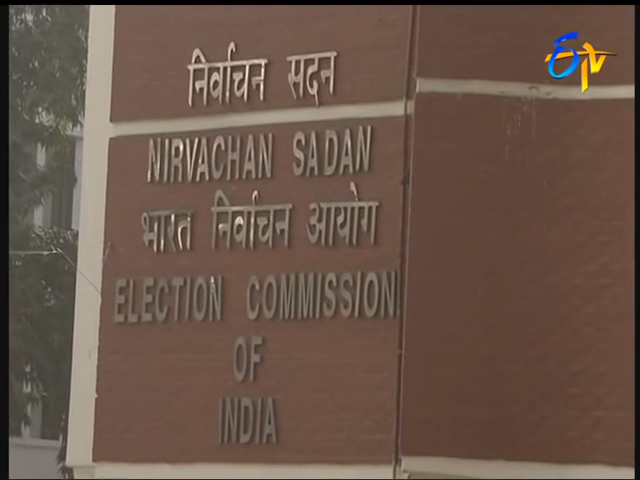 निर्वाचन सदन
NIRVACHAN SADAN
भारत निर्वाचन आयोग
ELECTION COMMISSION
OF
INDIA
ETV